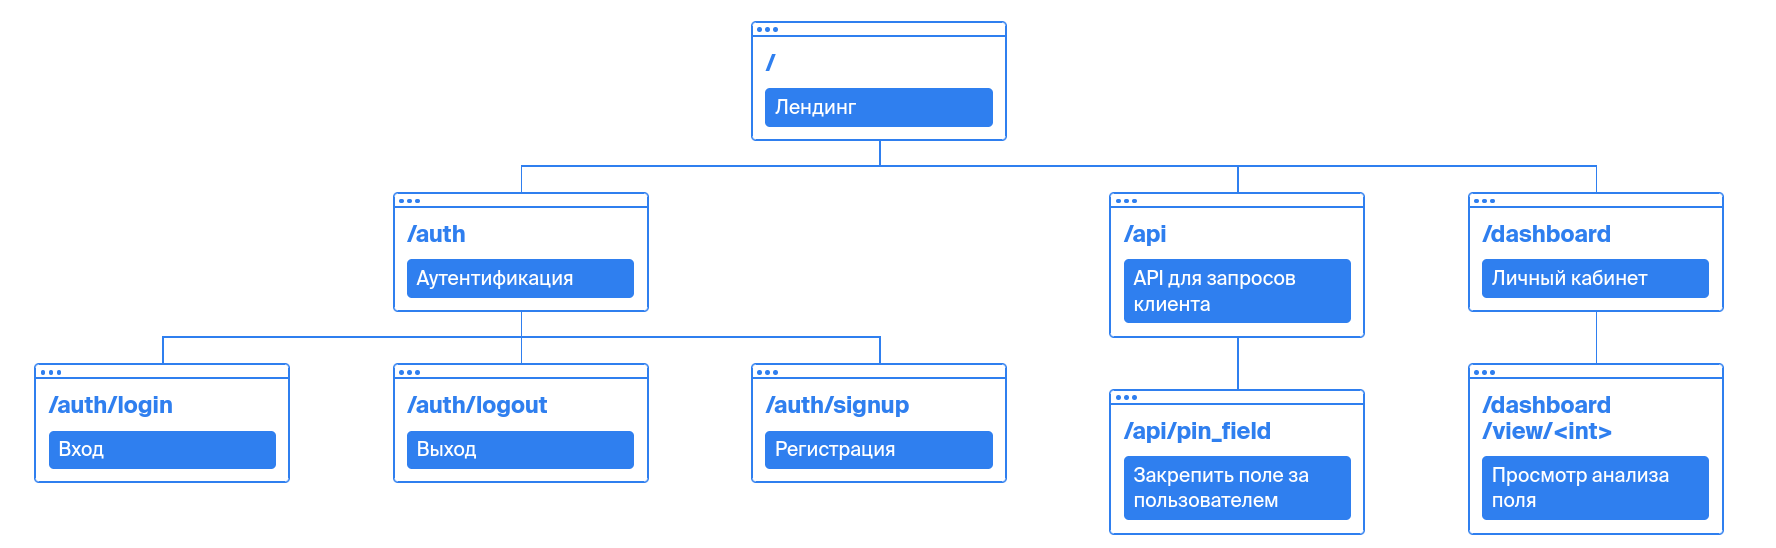 /
Лендинг
/auth
Аутентификация
/api
API для запросов
клиента
/dashboard
Личный кабинет
/auth/login
Вход
/auth/logout
Выход
/auth/signup
Регистрация
/api/pin_field
Закрепить поле за
пользователем
/dashboard
/view/<int>
Просмотр анализа
поля